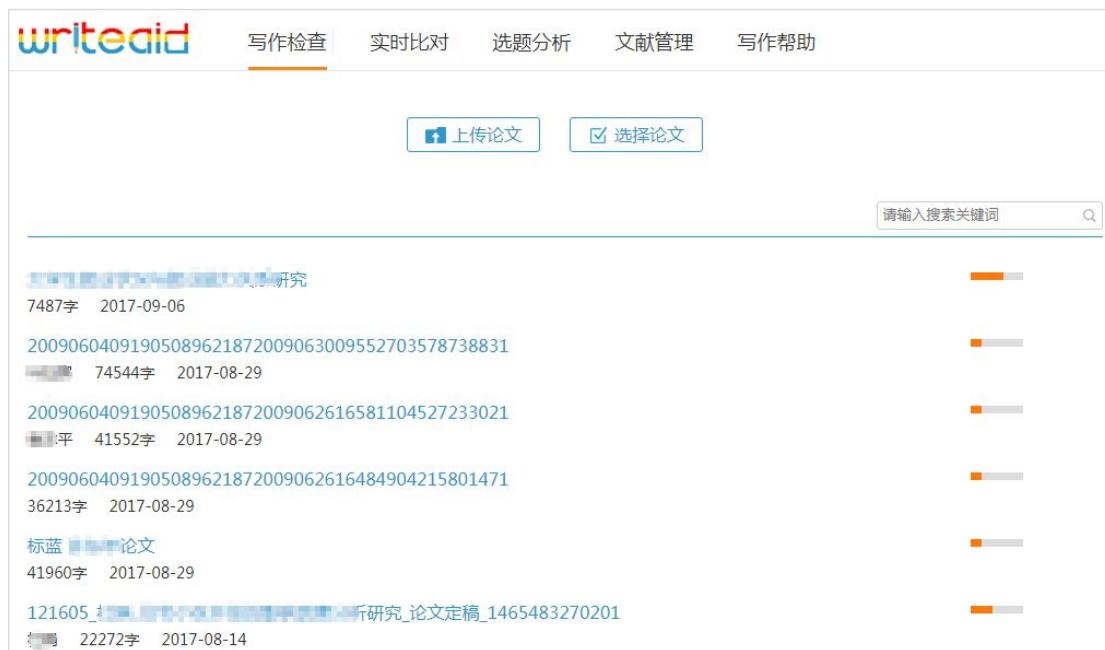 writeaid 写作检查 实时比对 选题分析 文献管理 写作帮助
上传论文 选择论文
请输入搜索关键词
研究
7487字 2017-09-06
20090604091905089621872009063009552703578738831
74544字 2017-08-29
20090604091905089621872009062616581104527233021
平 41552字 2017-08-29
20090604091905089621872009062616484904215801471
36213字 2017-08-29
标蓝 论文
41960字 2017-08-29
121605_ 析研究_论文定稿_1465483270201
22272字 2017-08-14